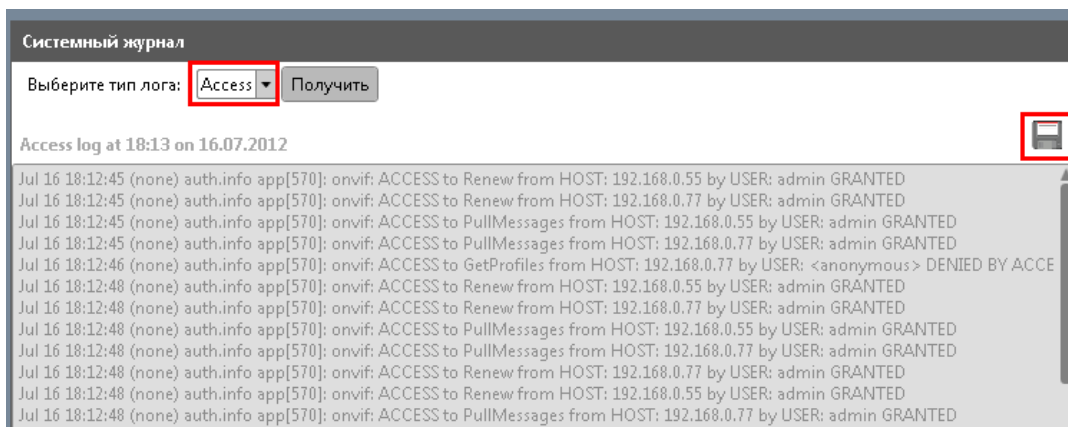 Системный журнал
Выберите тип лога: Access Получить
Access log at 18:13 on 16.07.2012
Jul 16 18:12:45 (none) auth.info app[570]: onvif: ACCESS to Renew from HOST: 192.168.0.55 by USER: admin GRANTED
Jul 16 18:12:45 (none) auth.info app[570]: onvif: ACCESS to Renew from HOST: 192.168.0.77 by USER: admin GRANTED
Jul 16 18:12:45 (none) auth.info app[570]: onvif: ACCESS to PullMessages from HOST: 192.168.0.55 by USER: admin GRANTED
Jul 16 18:12:45 (none) auth.info app[570]: onvif: ACCESS to PullMessages from HOST: 192.168.0.77 by USER: admin GRANTED
Jul 16 18:12:46 (none) auth.info app[570]: onvif: ACCESS to GetProfiles from HOST: 192.168.0.77 by USER: <anonymous> DENIED BY ACCE
Jul 16 18:12:48 (none) auth.info app[570]: onvif: ACCESS to Renew from HOST: 192.168.0.55 by USER: admin GRANTED
Jul 16 18:12:48 (none) auth.info app[570]: onvif: ACCESS to Renew from HOST: 192.168.0.77 by USER: admin GRANTED
Jul 16 18:12:48 (none) auth.info app[570]: onvif: ACCESS to PullMessages from HOST: 192.168.0.55 by USER: admin GRANTED
Jul 16 18:12:48 (none) auth.info app[570]: onvif: ACCESS to PullMessages from HOST: 192.168.0.77 by USER: admin GRANTED
Jul 16 18:12:48 (none) auth.info app[570]: onvif: ACCESS to Renew from HOST: 192.168.0.77 by USER: admin GRANTED
Jul 16 18:12:48 (none) auth.info app[570]: onvif: ACCESS to Renew from HOST: 192.168.0.55 by USER: admin GRANTED
Jul 16 18:12:48 (none) auth.info app[570]: onvif: ACCESS to PullMessages from HOST: 192.168.0.77 by USER: admin GRANTED